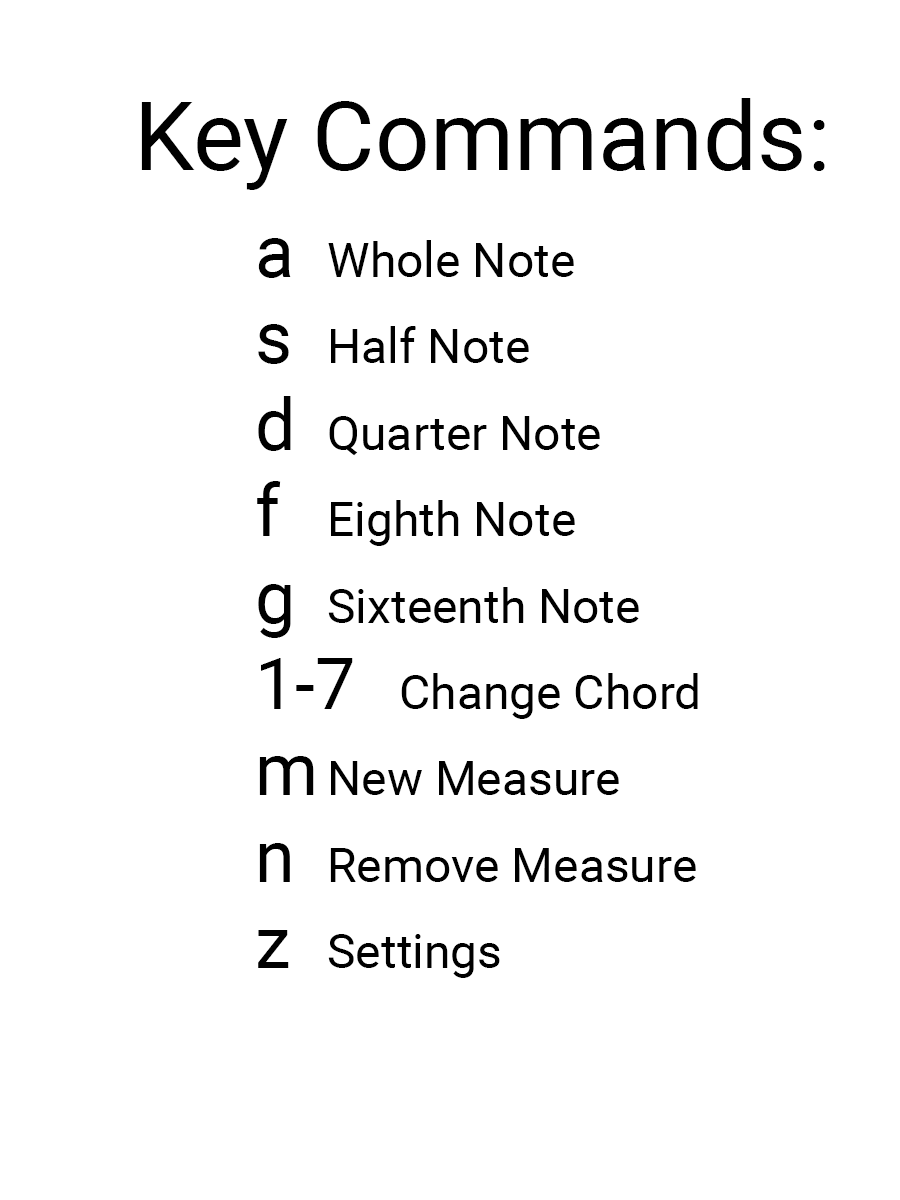 Key Commands:
a Whole Note
s Half Note
d Quarter Note
f Eighth Note
g Sixteenth Note
1-7 Change Chord
m New Measure
n Remove Measure
z Settings